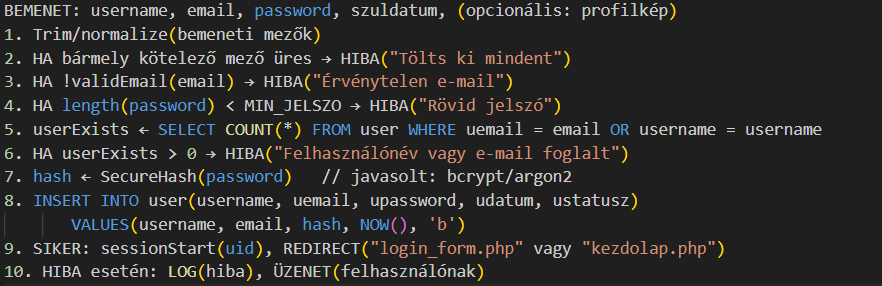 BEMENET: username, email, password, szuldatum, (opcionális: profilkép)
1. Trim/normalize(bemeneti mezők)
2. HA bármely kötelező mező üres → HIBA("Tölts ki mindent")
3. HA !validEmail(email) → HIBA("Érvénytelen e-mail")
4. HA length(password) < MIN_JELSZO → HIBA("Rövid jelszó")
5. userExists ← SELECT COUNT(*) FROM user WHERE uemail = email OR username = username
6. HA userExists > 0 → HIBA("Felhasználónév vagy e-mail foglalt")
7. hash ← SecureHash(password)   // javasolt: bcrypt/argon2
8. INSERT INTO user(username, uemail, upassword, udatum, ustatusz)
VALUES(username, email, hash, NOW(), 'b')
9. SIKER: sessionStart(uid), REDIRECT("login_form.php" vagy "kezdolap.php")
10. HIBA esetén: LOG(hiba), ÜZENET(felhasználónak)